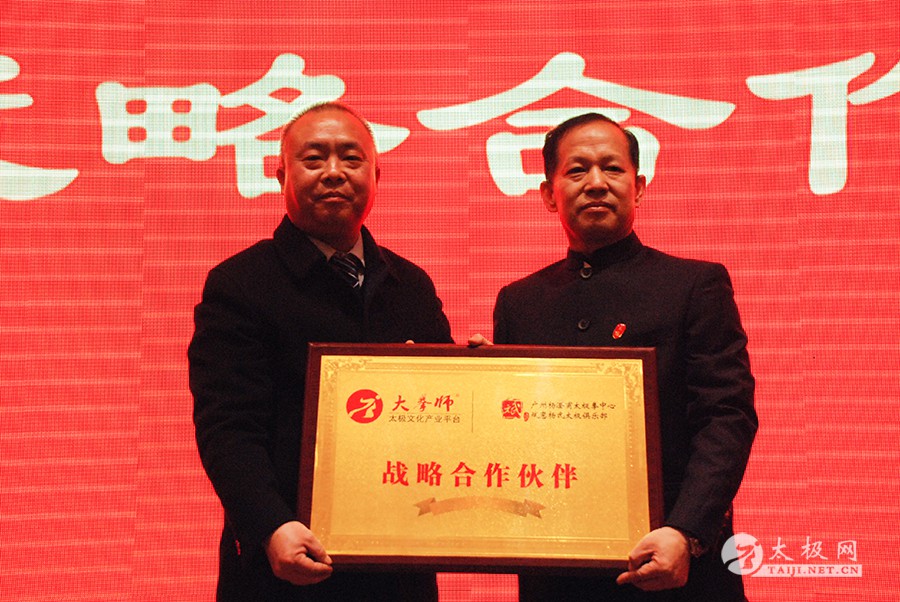 略合作
大拳师
太极文化产业平台
战略合作伙伴
太极网
TAIJI.NET.CN